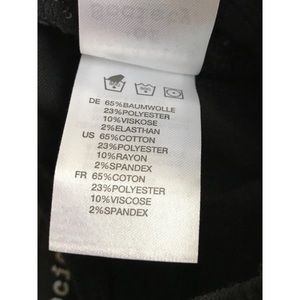 DE 65%BAUMWOLLE
23%POLYESTER
10%VISKOSE
2%ELASTHAN
US 65%COTTON
23%POLYESTER
10%RAYON
2%SPANDEX
FR 65%COTON
23%POLYESTER
10%VISCOSE
2%SPANDEX